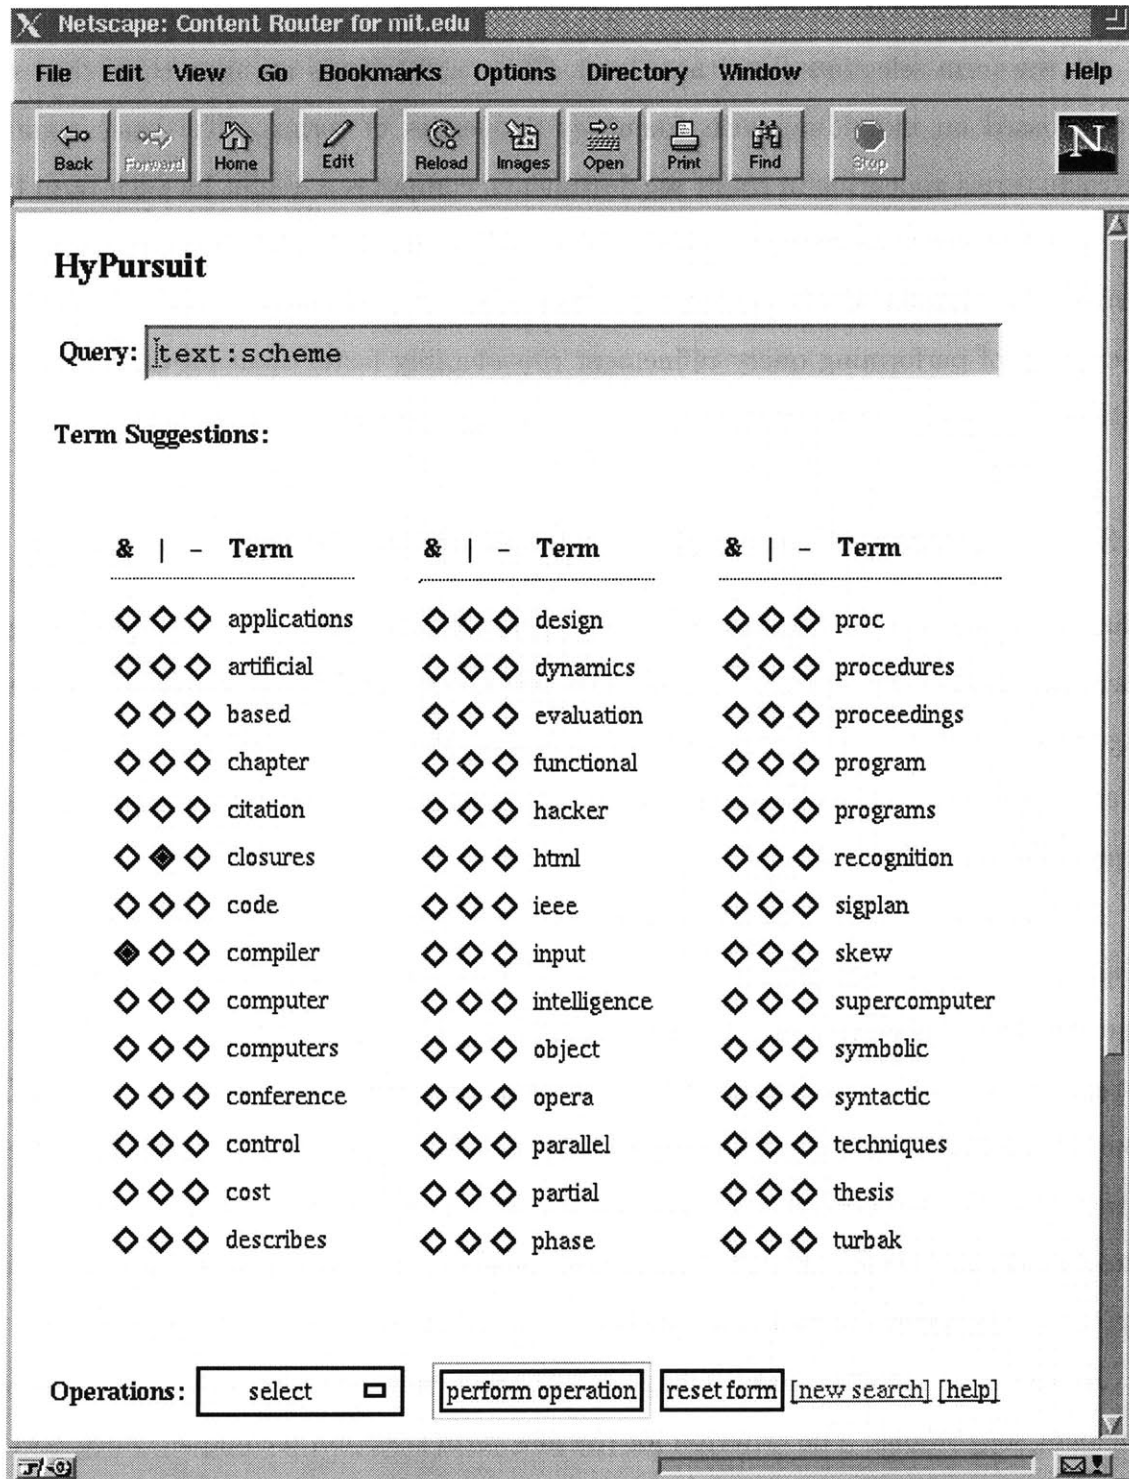 X Netscape: Content Router for mit.edu
File Edit View Go Bookmarks Options Directory Window Help
Back Forward Home Edit Reload Images Open Print Find Stop N
HyPursuit
Query: text:scheme
Term Suggestions:
& | - Term & | - Term & | - Term
applications design proc
artificial dynamics procedures
based evaluation proceedings
chapter functional program
citation hacker programs
closures html recognition
code ieee sigplan
compiler input skew
computer intelligence supercomputer
computers object symbolic
conference opera syntactic
control parallel techniques
cost partial thesis
describes phase turbak
Operations: select perform operation reset form [new search] [help]